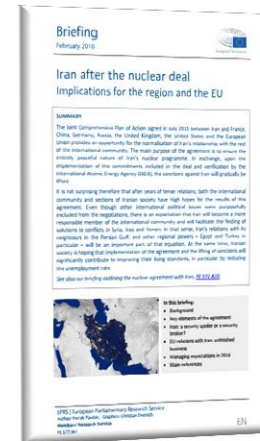 Briefing
February 2016
Iran after the nuclear deal
Implications for the region and the EU
SUMMARY
The Joint Comprehensive Plan of Action signed in July 2015 between Iran and France,
China, Germany, Russia, the United Kingdom, the United States and the European
Union provides an opportunity for the normalisation of Iran's relationship with the rest
of the international community. The main purpose of the agreement is to ensure the
entirely peaceful nature of Iran's nuclear programme. In exchange, upon the
implementation of the commitments included in the deal and verification by the
International Atomic Energy Agency (IAEA), the sanctions against Iran will gradually be
lifted.
It is not surprising therefore that after years of tense relations, both the international
community and sections of Iranian society have high hopes for the results of this
agreement. Even though other international political issues were purposefully
excluded from the negotiations, there is an expectation that Iran will become a more
responsible member of the international community and will facilitate the finding of
solutions to conflicts in Syria, Iraq and Yemen. In that sense, Iran's relations with its
neighbours in the Persian Gulf, and other regional powers – Egypt and Turkey in
particular – will be an important part of that equation. At the same time, Iranian
society is hoping that implementation of the agreement and the lifting of sanctions will
significantly contribute to improving their living standards, in particular by reducing
the unemployment rate.
See also our briefing outlining the nuclear agreement with Iran,
In this briefing:
Background
Key elements of the agreement
Iran: a security spoiler or a security
broker?
EU relations with Iran: unfinished
business
Managing expectations in 2016
Main references
EPRS | European Parliamentary Research Service
Members' Research Service
EN